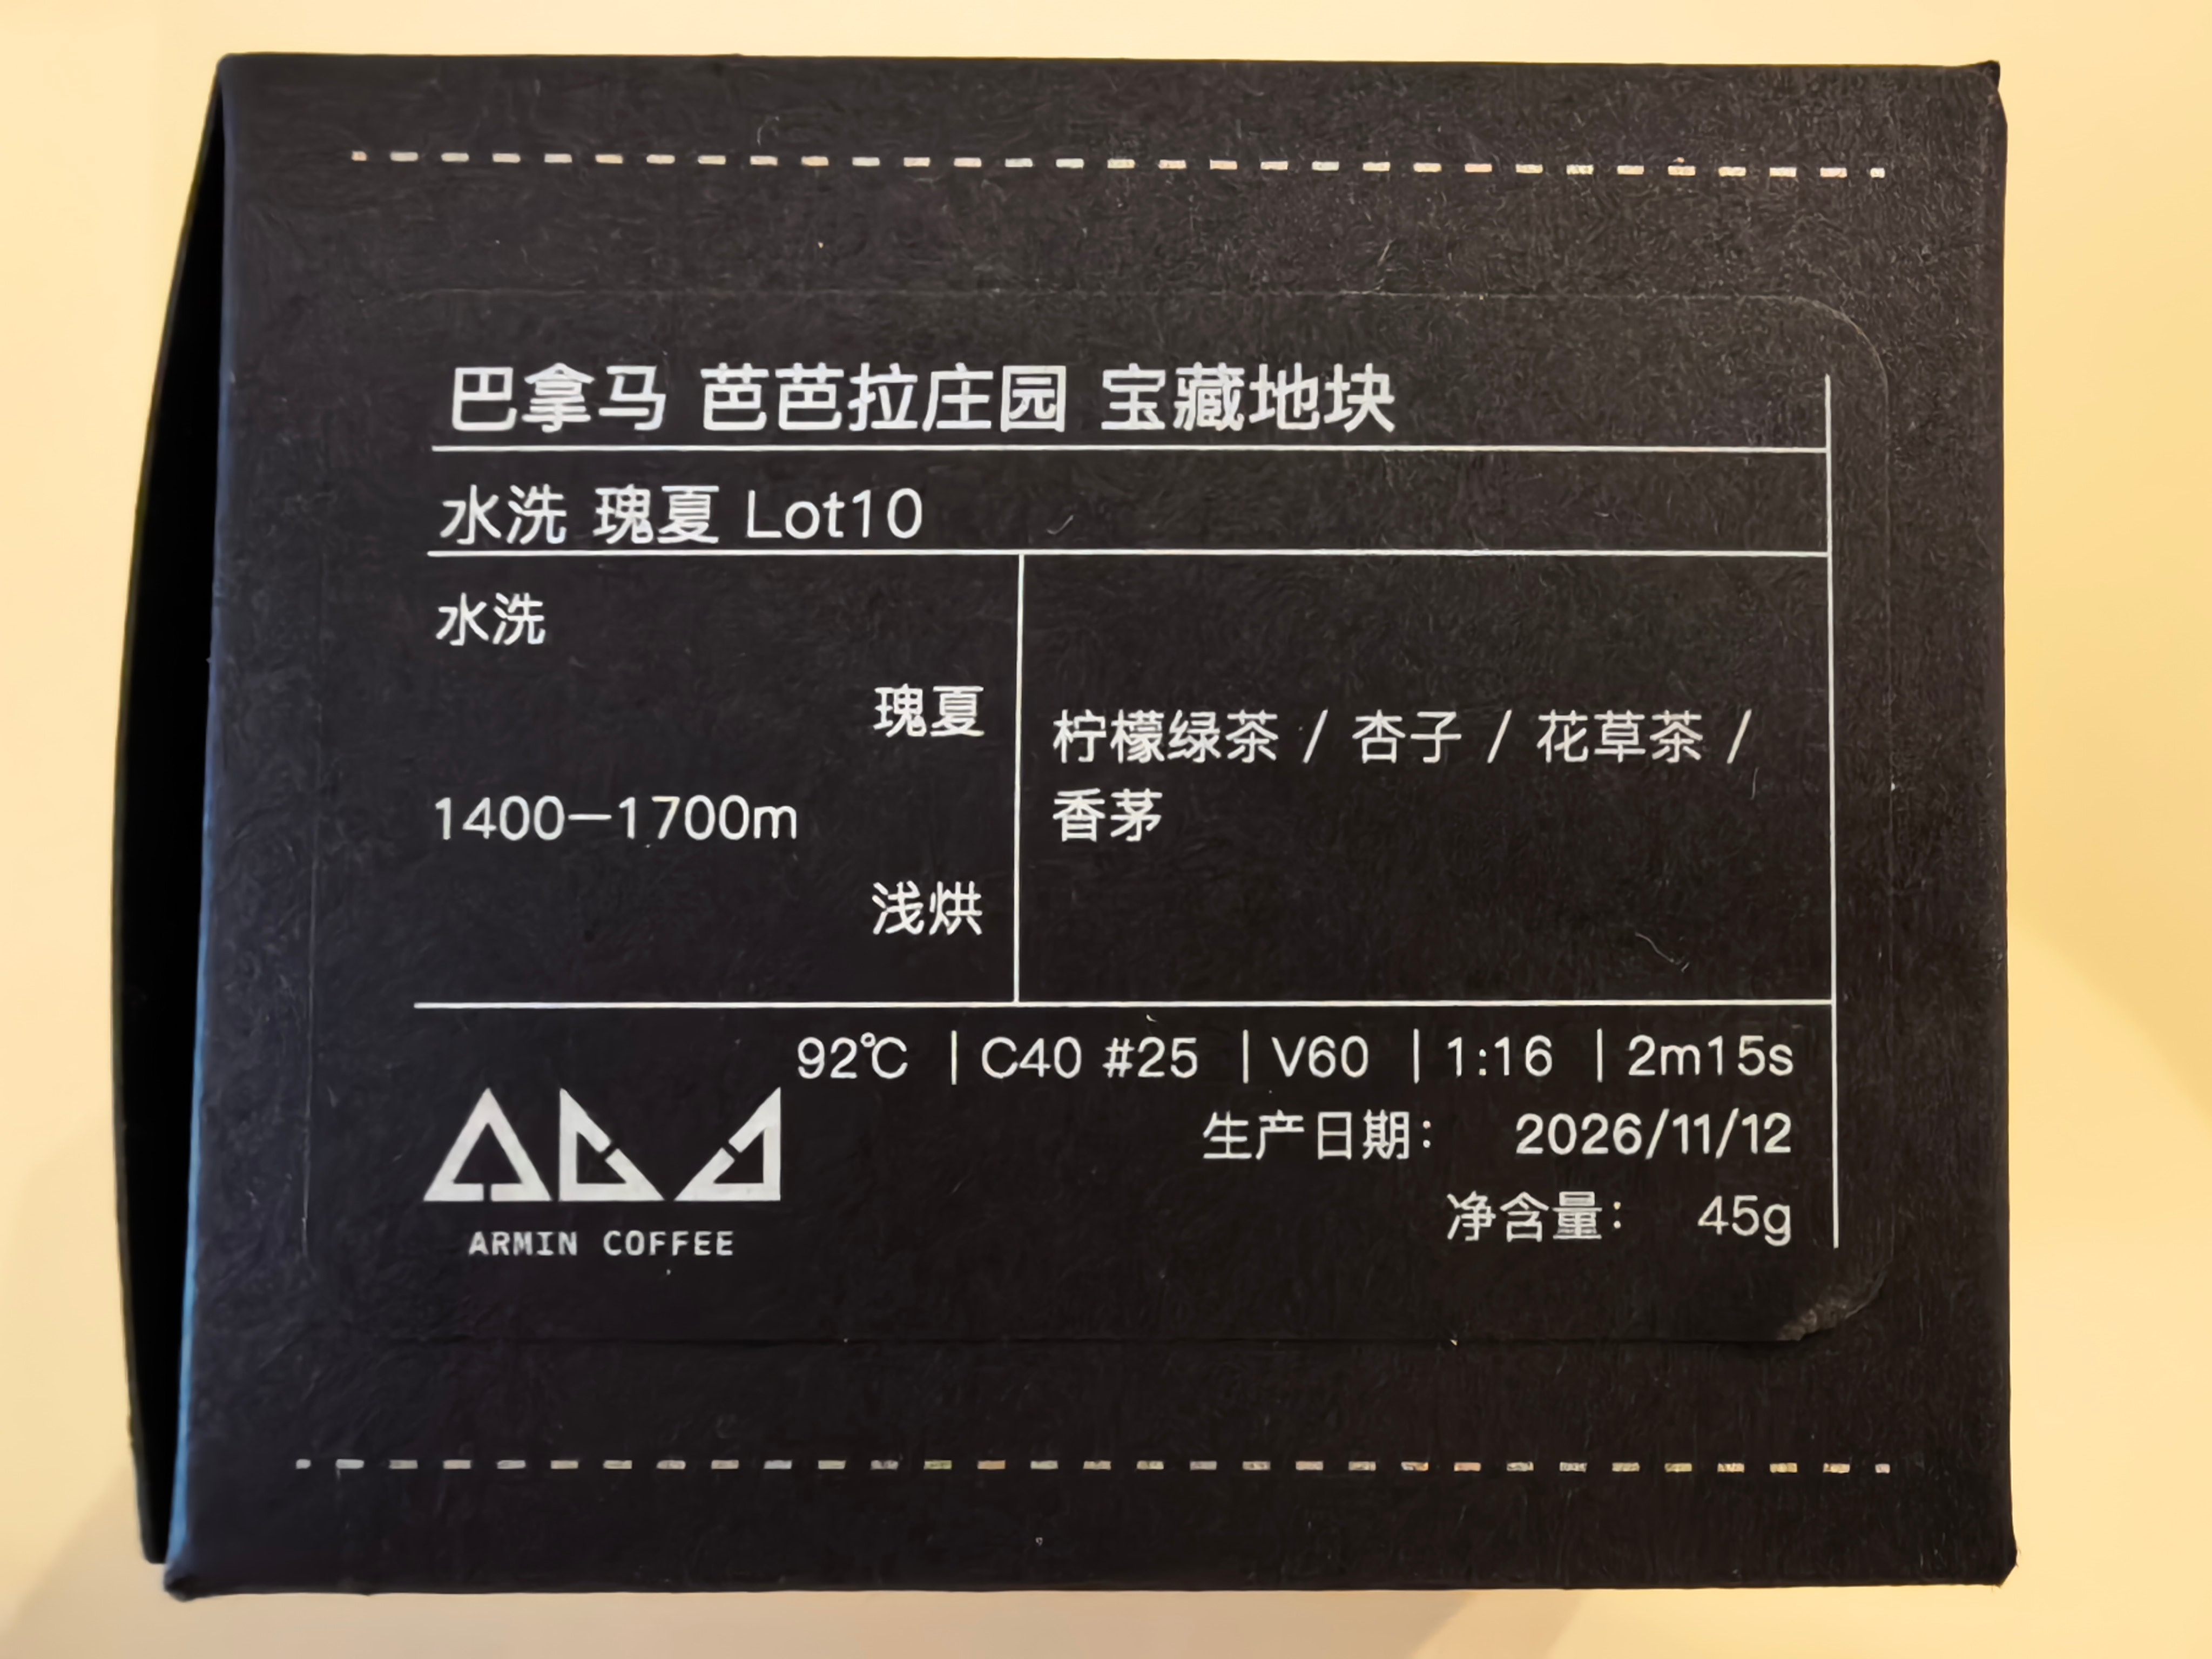 巴拿马 芭芭拉庄园 宝藏地块
水洗 瑰夏 Lot10
水洗
瑰夏
1400—1700m
浅烘
柠檬绿茶 / 杏子 / 花草茶 /
香茅
92℃ | C40 #25 | V60 | 1:16 | 2m15s
生产日期： 2026/11/12
净含量： 45g
ARMIN COFFEE